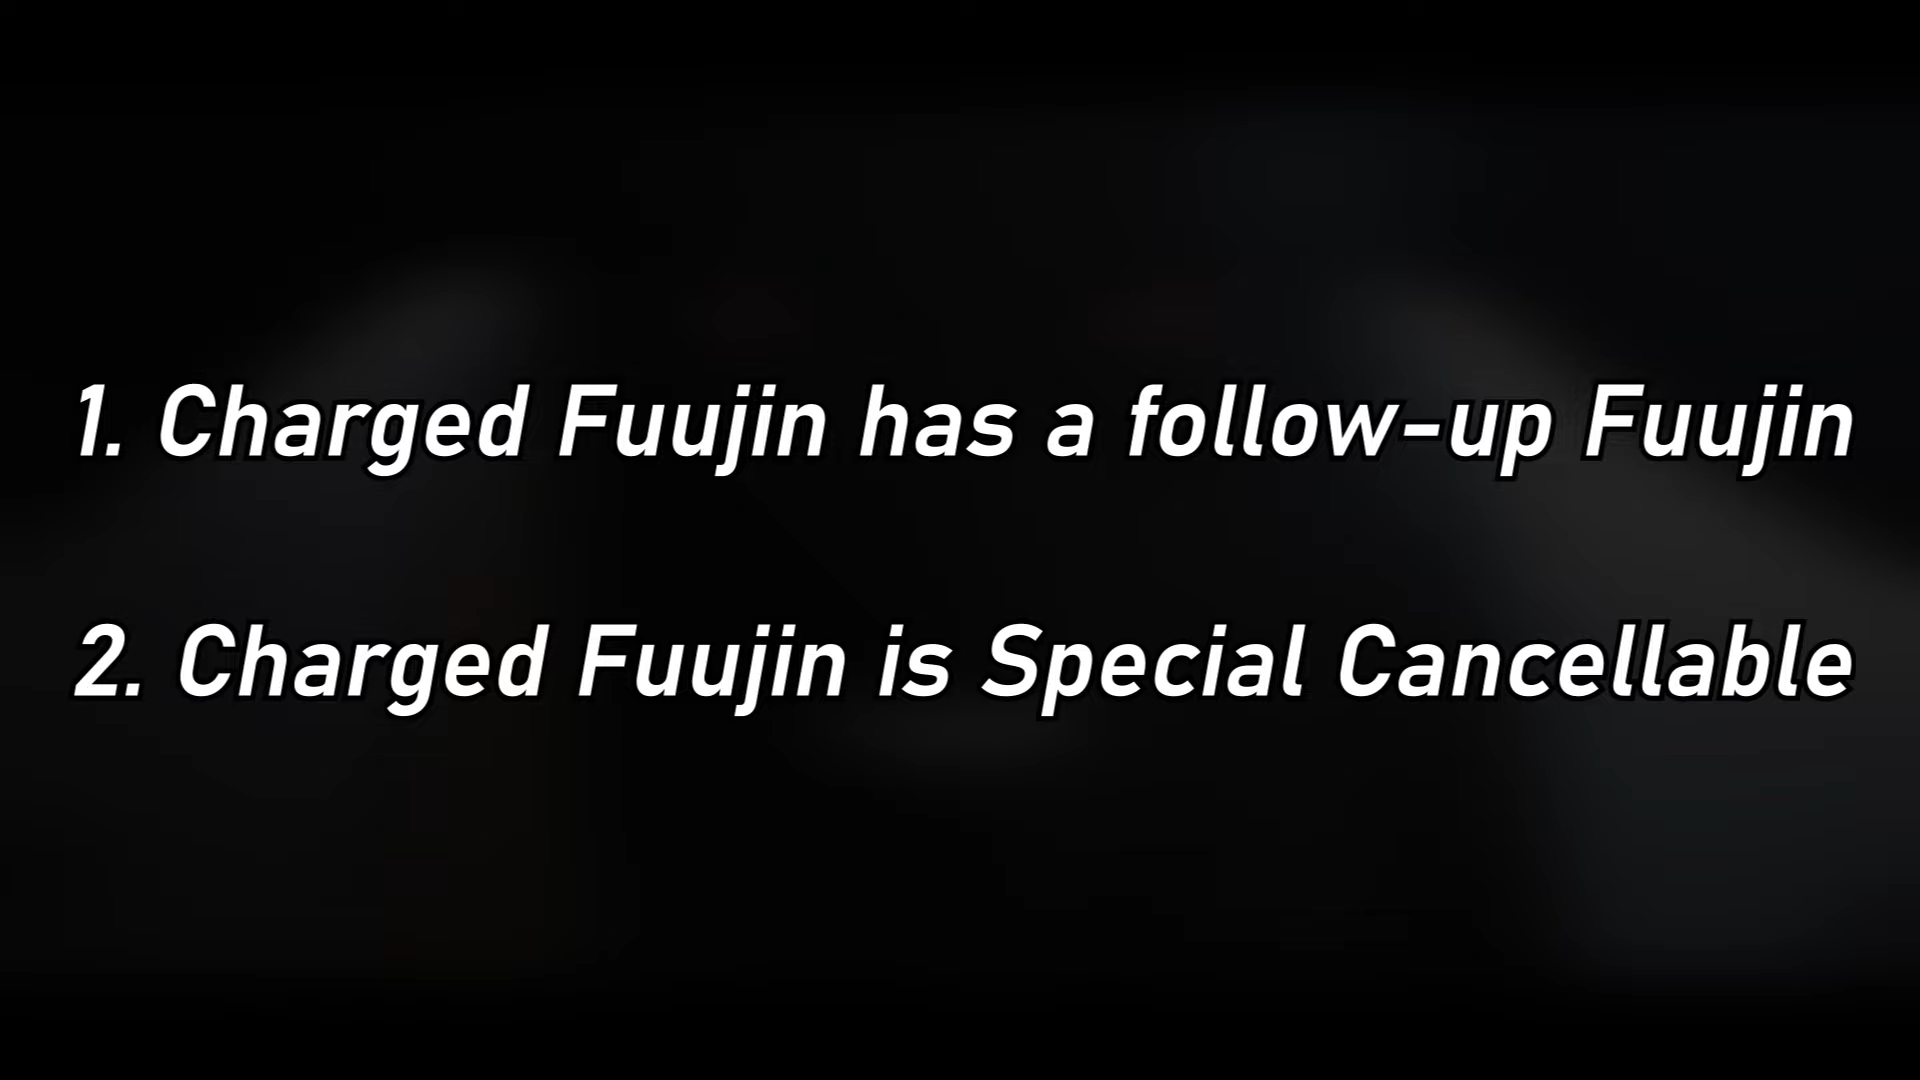 1. Charged Fuujin has a follow-up Fuujin
2. Charged Fuujin is Special Cancellable